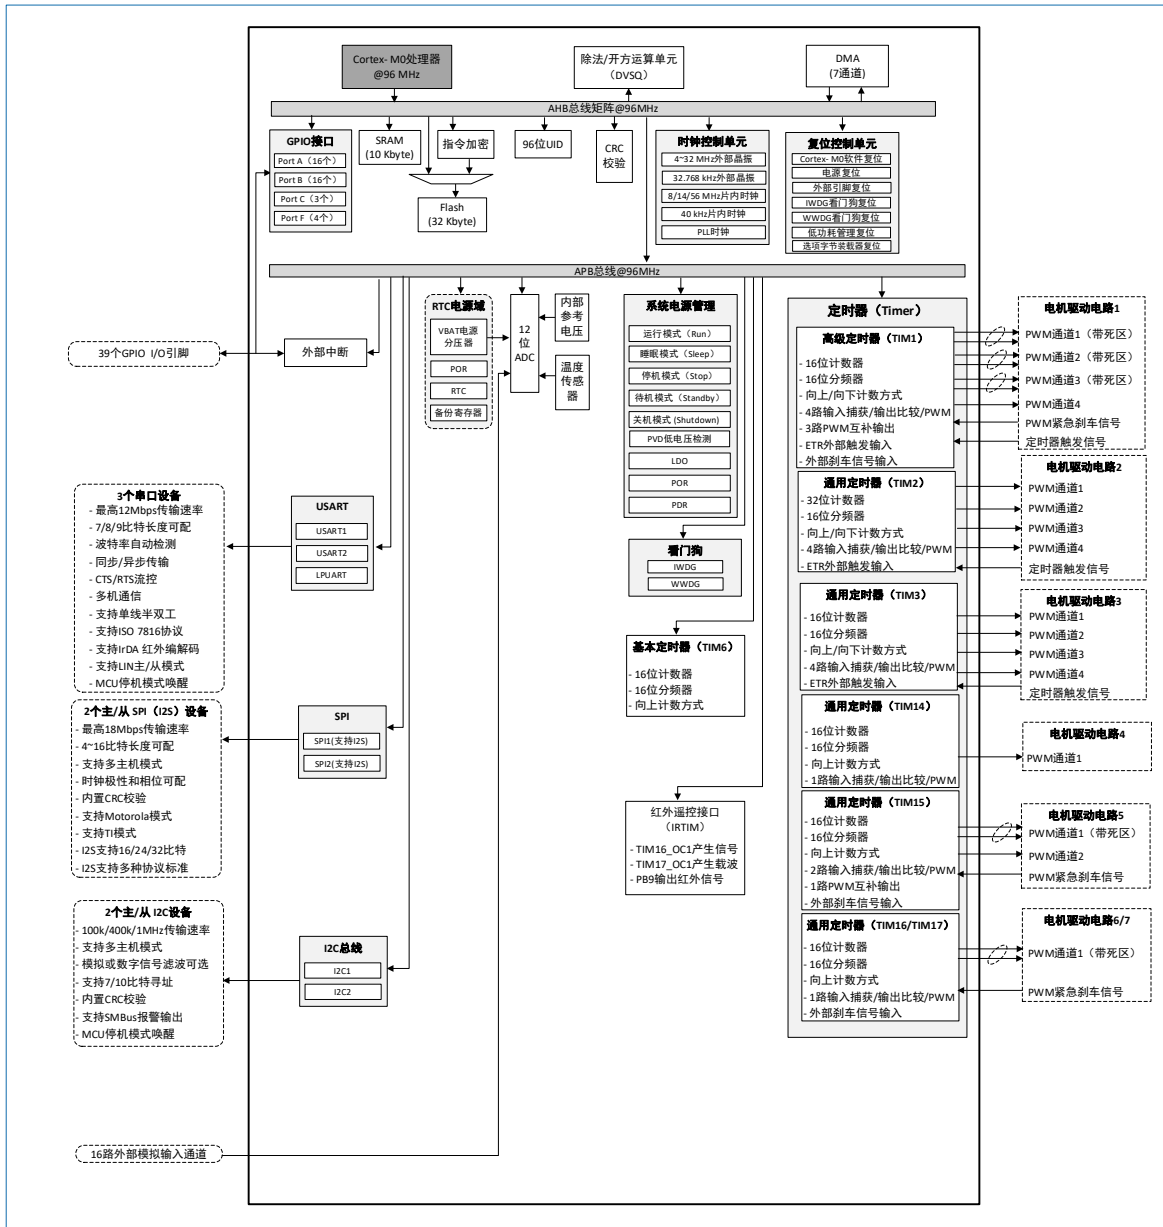 Cortex- M0处理器
@96 MHz
除法/开方运算单元
（DVSQ）
DMA
(7通道)
AHB总线矩阵@96MHz
GPIO接口
Port A（16个）
Port B（16个）
Port C（3个）
Port F（4个）
SRAM
(10 Kbyte)
指令加密
Flash
(32 Kbyte)
96位UID
CRC
校验
时钟控制单元
4~32 MHz外部晶振
32.768 kHz外部晶振
8/14/56 MHz片内时钟
40 kHz片内时钟
PLL时钟
复位控制单元
Cortex- M0软件复位
电源复位
外部引脚复位
IWDG看门狗复位
WWDG看门狗复位
低功耗管理复位
选项字节装载器复位
APB总线@96MHz
39个GPIO I/O引脚
外部中断
RTC电源域
VBAT电源
分压器
POR
RTC
备份寄存器
12
位
ADC
内部
参考
电压
温度
传感
器
系统电源管理
运行模式（Run）
睡眠模式（Sleep）
停机模式（Stop）
待机模式（Standby）
关机模式 (Shutdown)
PVD低电压检测
LDO
POR
PDR
看门狗
IWDG
WWDG
基本定时器（TIM6）
- 16位计数器
- 16位分频器
- 向上计数方式
红外遥控接口
（IRTIM）
- TIM16_OC1产生信号
- TIM17_OC1产生载波
- PB9输出红外信号
3个串口设备
- 最高12Mbps传输速率
- 7/8/9比特长度可配
- 波特率自动检测
- 同步/异步传输
- CTS/RTS流控
- 多机通信
- 支持单线半双工
- 支持ISO 7816协议
- 支持IrDA 红外编解码
- 支持LIN主/从模式
- MCU停机模式唤醒
USART
USART1
USART2
LPUART
2个主/从 SPI（I2S）设备
- 最高18Mbps传输速率
- 4~16比特长度可配
- 支持多主机模式
- 时钟极性和相位可配
- 内置CRC校验
- 支持Motorola模式
- 支持TI模式
- I2S支持16/24/32比特
- I2S支持多种协议标准
SPI
SPI1(支持I2S)
SPI2(支持I2S)
2个主/从 I2C设备
- 100k/400k/1MHz传输速率
- 支持多主机模式
- 模拟或数字信号滤波可选
- 支持7/10比特寻址
- 内置CRC校验
- 支持SMBus报警输出
- MCU停机模式唤醒
I2C总线
I2C1
I2C2
16路外部模拟输入通道
定时器（Timer）
高级定时器（TIM1）
- 16位计数器
- 16位分频器
- 向上/向下计数方式
- 4路输入捕获/输出比较/PWM
- 3路PWM互补输出
- ETR外部触发输入
- 外部刹车信号输入
通用定时器（TIM2）
- 32位计数器
- 16位分频器
- 向上/向下计数方式
- 4路输入捕获/输出比较/PWM
- ETR外部触发输入
通用定时器（TIM3）
- 16位计数器
- 16位分频器
- 向上/向下计数方式
- 4路输入捕获/输出比较/PWM
- ETR外部触发输入
通用定时器（TIM14）
- 16位计数器
- 16位分频器
- 向上计数方式
- 1路输入捕获/输出比较/PWM
通用定时器（TIM15）
- 16位计数器
- 16位分频器
- 向上计数方式
- 2路输入捕获/输出比较/PWM
- 1路PWM互补输出
- 外部刹车信号输入
通用定时器（TIM16/TIM17）
- 16位计数器
- 16位分频器
- 向上计数方式
- 1路输入捕获/输出比较/PWM
- 外部刹车信号输入
电机驱动电路1
PWM通道1（带死区）
PWM通道2（带死区）
PWM通道3（带死区）
PWM通道4
PWM紧急刹车信号
定时器触发信号
电机驱动电路2
PWM通道1
PWM通道2
PWM通道3
PWM通道4
定时器触发信号
电机驱动电路3
PWM通道1
PWM通道2
PWM通道3
PWM通道4
定时器触发信号
电机驱动电路4
PWM通道1
电机驱动电路5
PWM通道1（带死区）
PWM通道2
PWM紧急刹车信号
电机驱动电路6/7
PWM通道1（带死区）
PWM紧急刹车信号